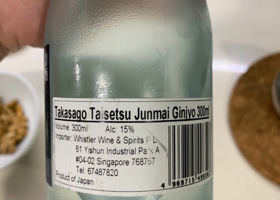 Takasago Taisetsu Junmai Ginjyo 300ml
Volume: 300ml Alc 15%
Importer: Whistler Wine & Spirits P L
61 Yishun Industrial Park A
#04-02 Singapore 768767
Tel 67487820
Product of Japan